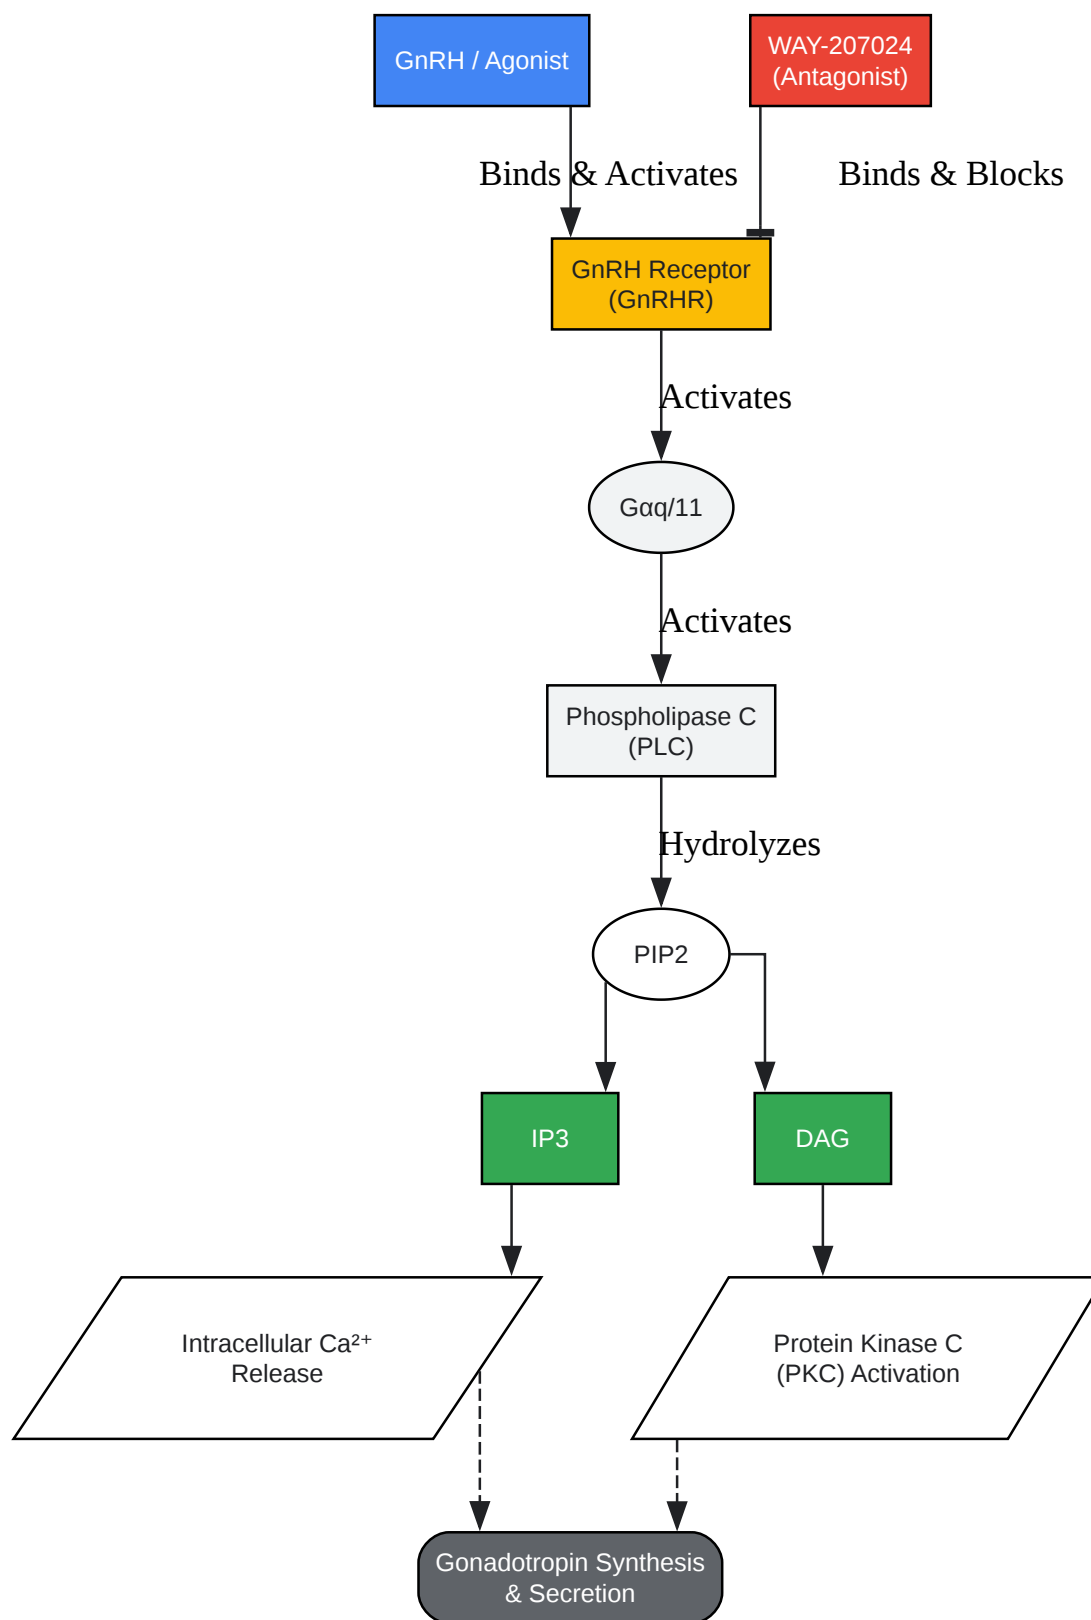 GnRH / Agonist
WAY-207024
(Antagonist)
Binds & Activates
Binds & Blocks
GnRH Receptor
(GnRHR)
Activates
Gαq/11
Activates
Phospholipase C
(PLC)
Hydrolyzes
PIP2
IP3
DAG
Intracellular Ca²⁺
Release
Protein Kinase C
(PKC) Activation
Gonadotropin Synthesis
& Secretion